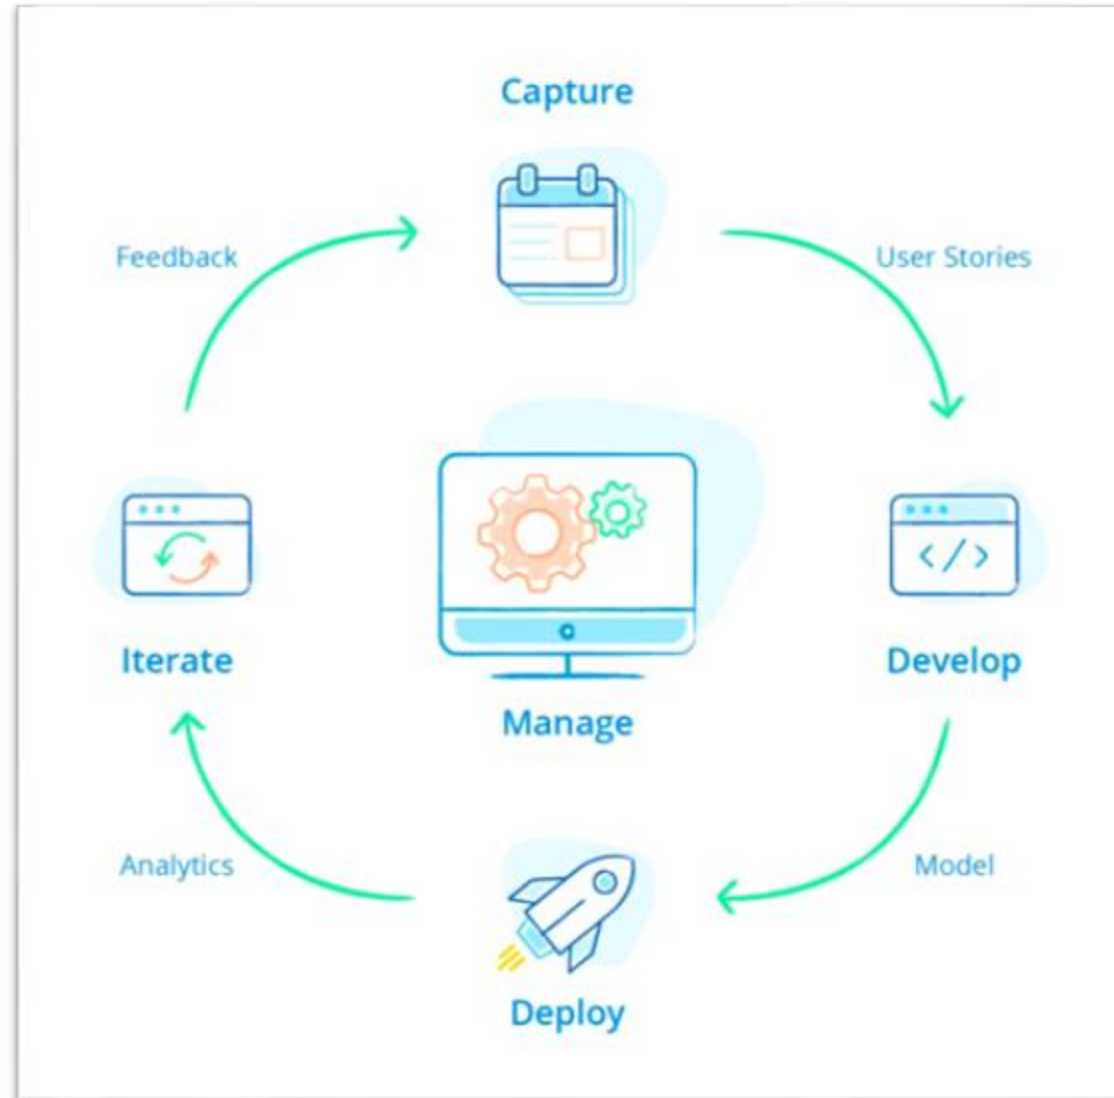 Capture
Feedback
User Stories
Iterate
Develop
Manage
Analytics
Model
Deploy